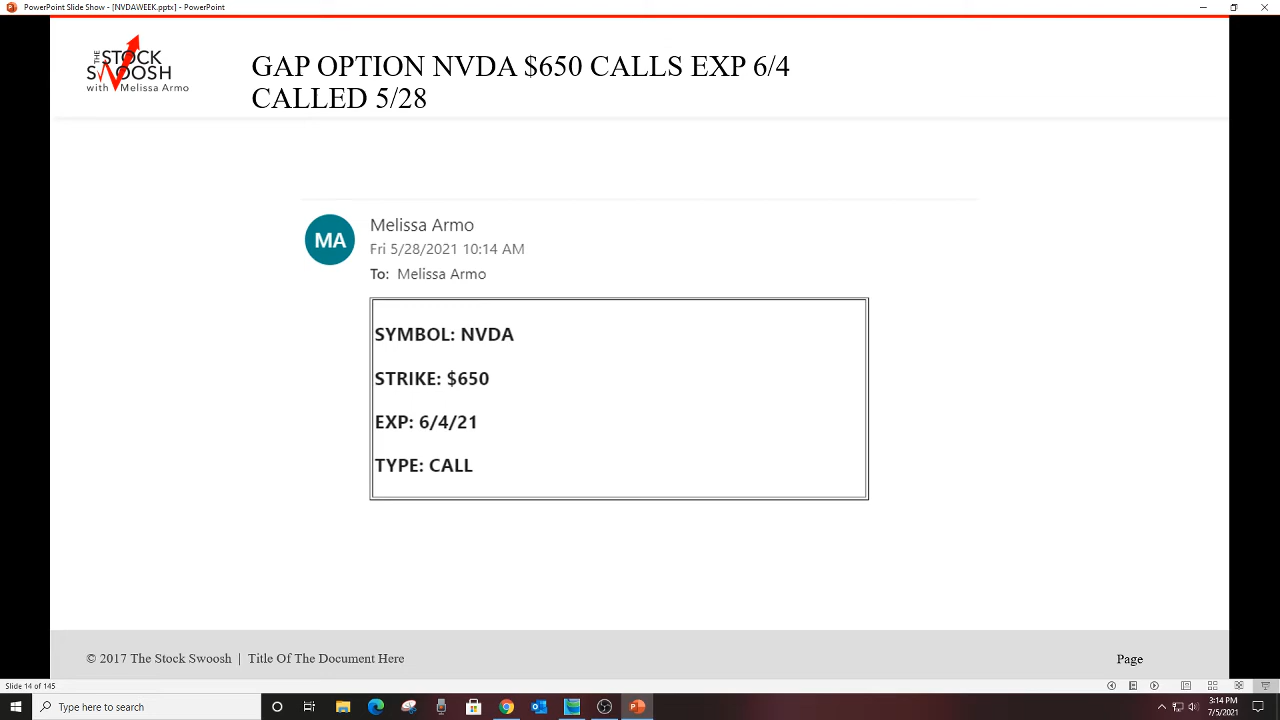 PowerPoint Slide Show - [NVDAWEEK.pptx] - PowerPoint
THE STOCK
SWOOSH
with Melissa Armo
GAP OPTION NVDA $650 CALLS EXP 6/4
CALLED 5/28
MA
Melissa Armo
Fri 5/28/2021 10:14 AM
To: Melissa Armo
SYMBOL: NVDA
STRIKE: $650
EXP: 6/4/21
TYPE: CALL
© 2017 The Stock Swoosh | Title Of The Document Here
Page
Slide 14 of 145
Type here to search
3:14 PM
7/5/2021